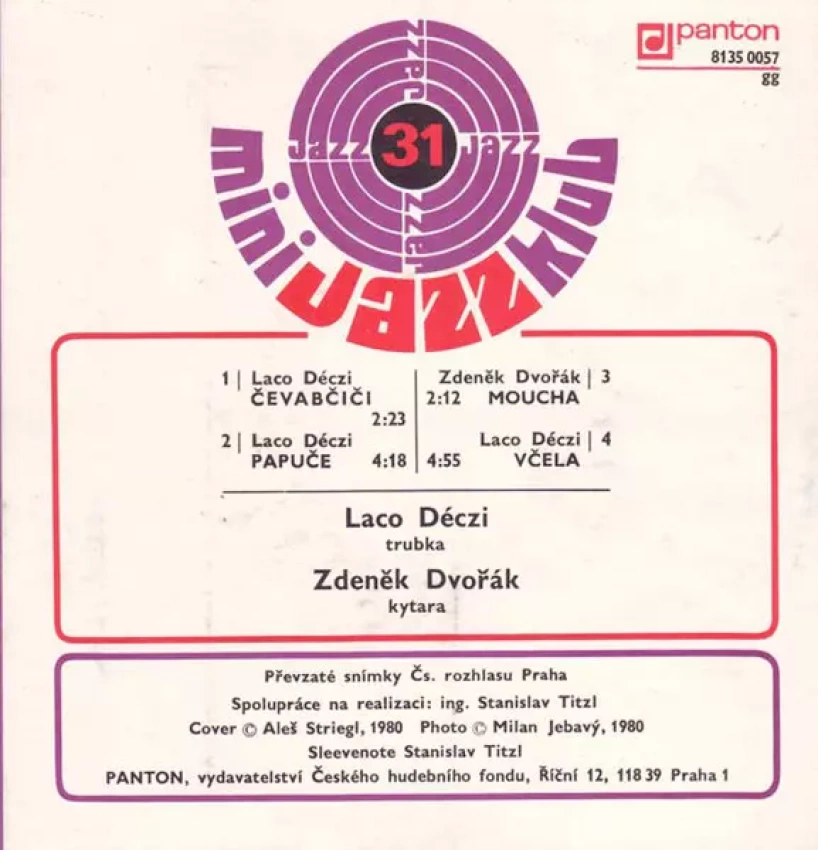 panton
8135 0057
gg
jazz
jazz 31 jazz
jazz
mini jazz klub
1 | Laco Déczi
ČEVABČIČI
2:23
2 | Laco Déczi
PAPUČE 4:18
Zdeněk Dvořák | 3
2:12 MOUCHA
Laco Déczi | 4
4:55 VČELA
Laco Déczi
trubka
Zdeněk Dvořák
kytara
Převzaté snímky Čs. rozhlasu Praha
Spolupráce na realizaci: ing. Stanislav Titzl
Cover © Aleš Striegl, 1980 Photo © Milan Jebavý, 1980
Sleevenote Stanislav Titzl
PANTON, vydavatelství Českého hudebního fondu, Říční 12, 118 39 Praha 1